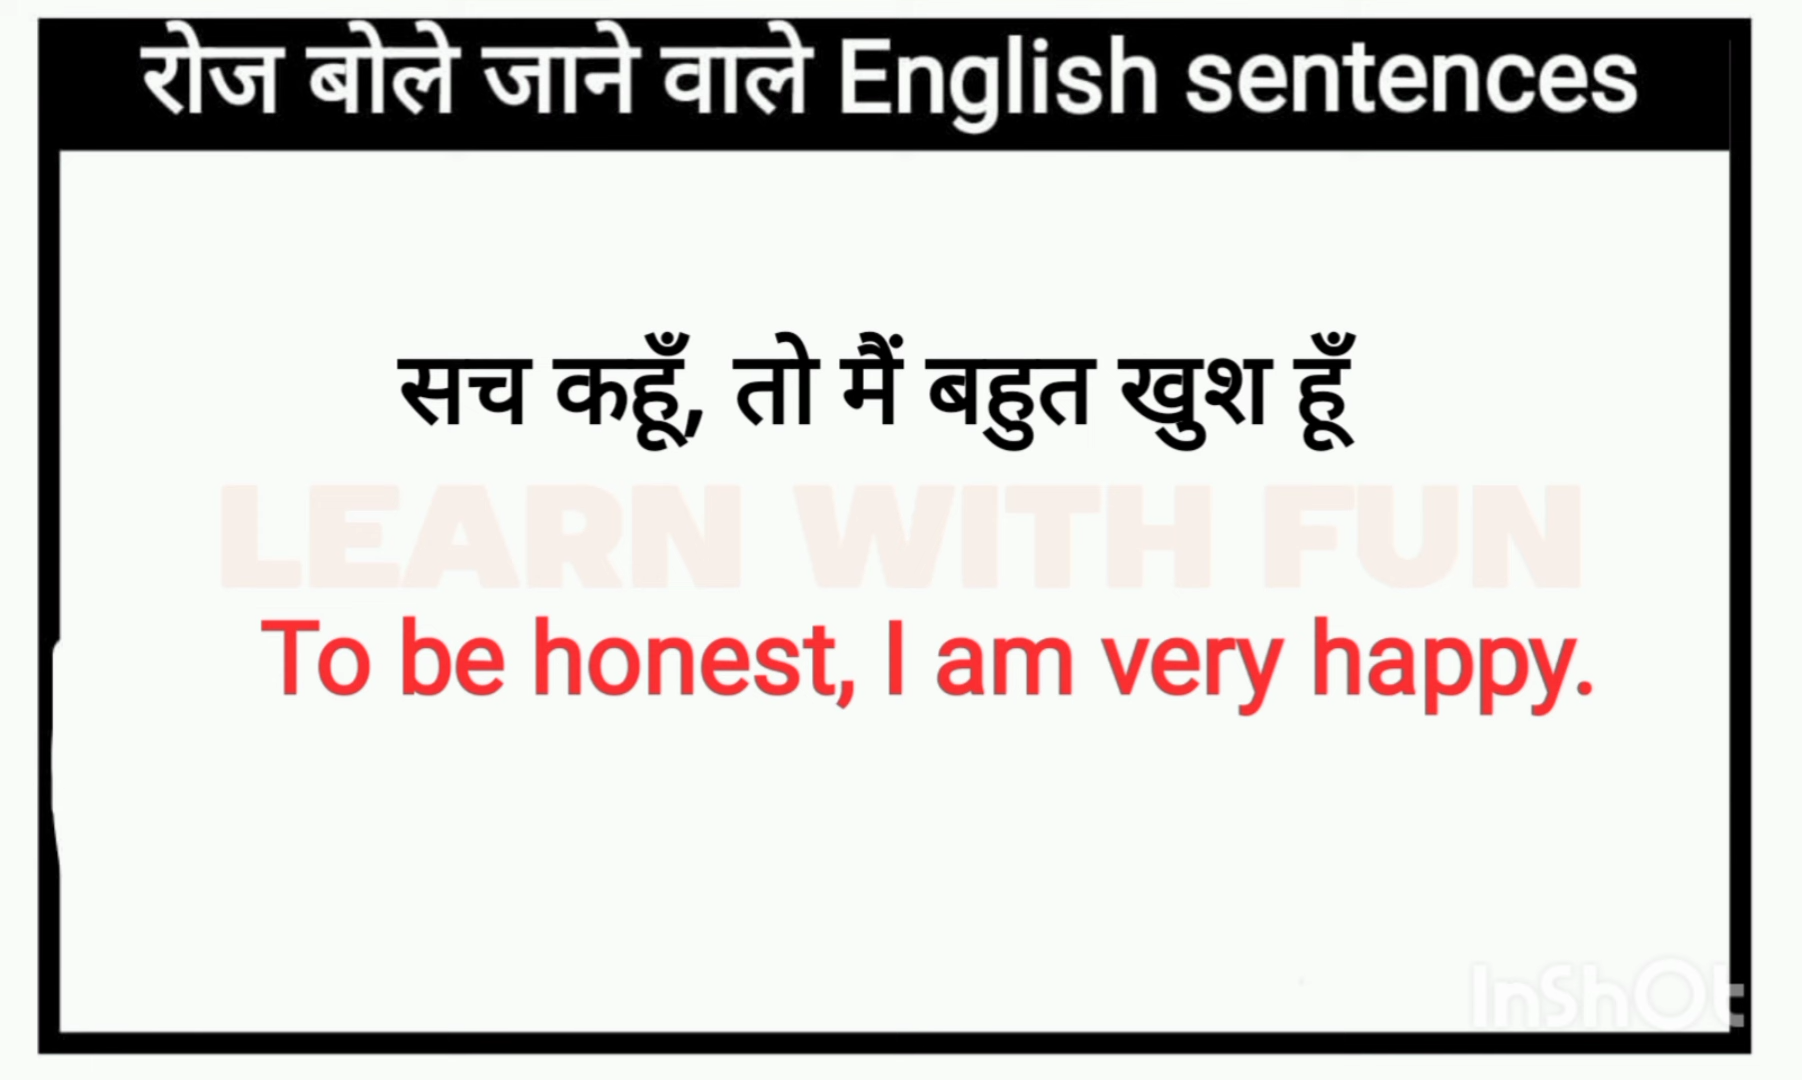 रोज बोले जाने वाले English sentences
सच कहूँ, तो मैं बहुत खुश हूँ
LEARN WITH FUN
To be honest, I am very happy.
InShOt